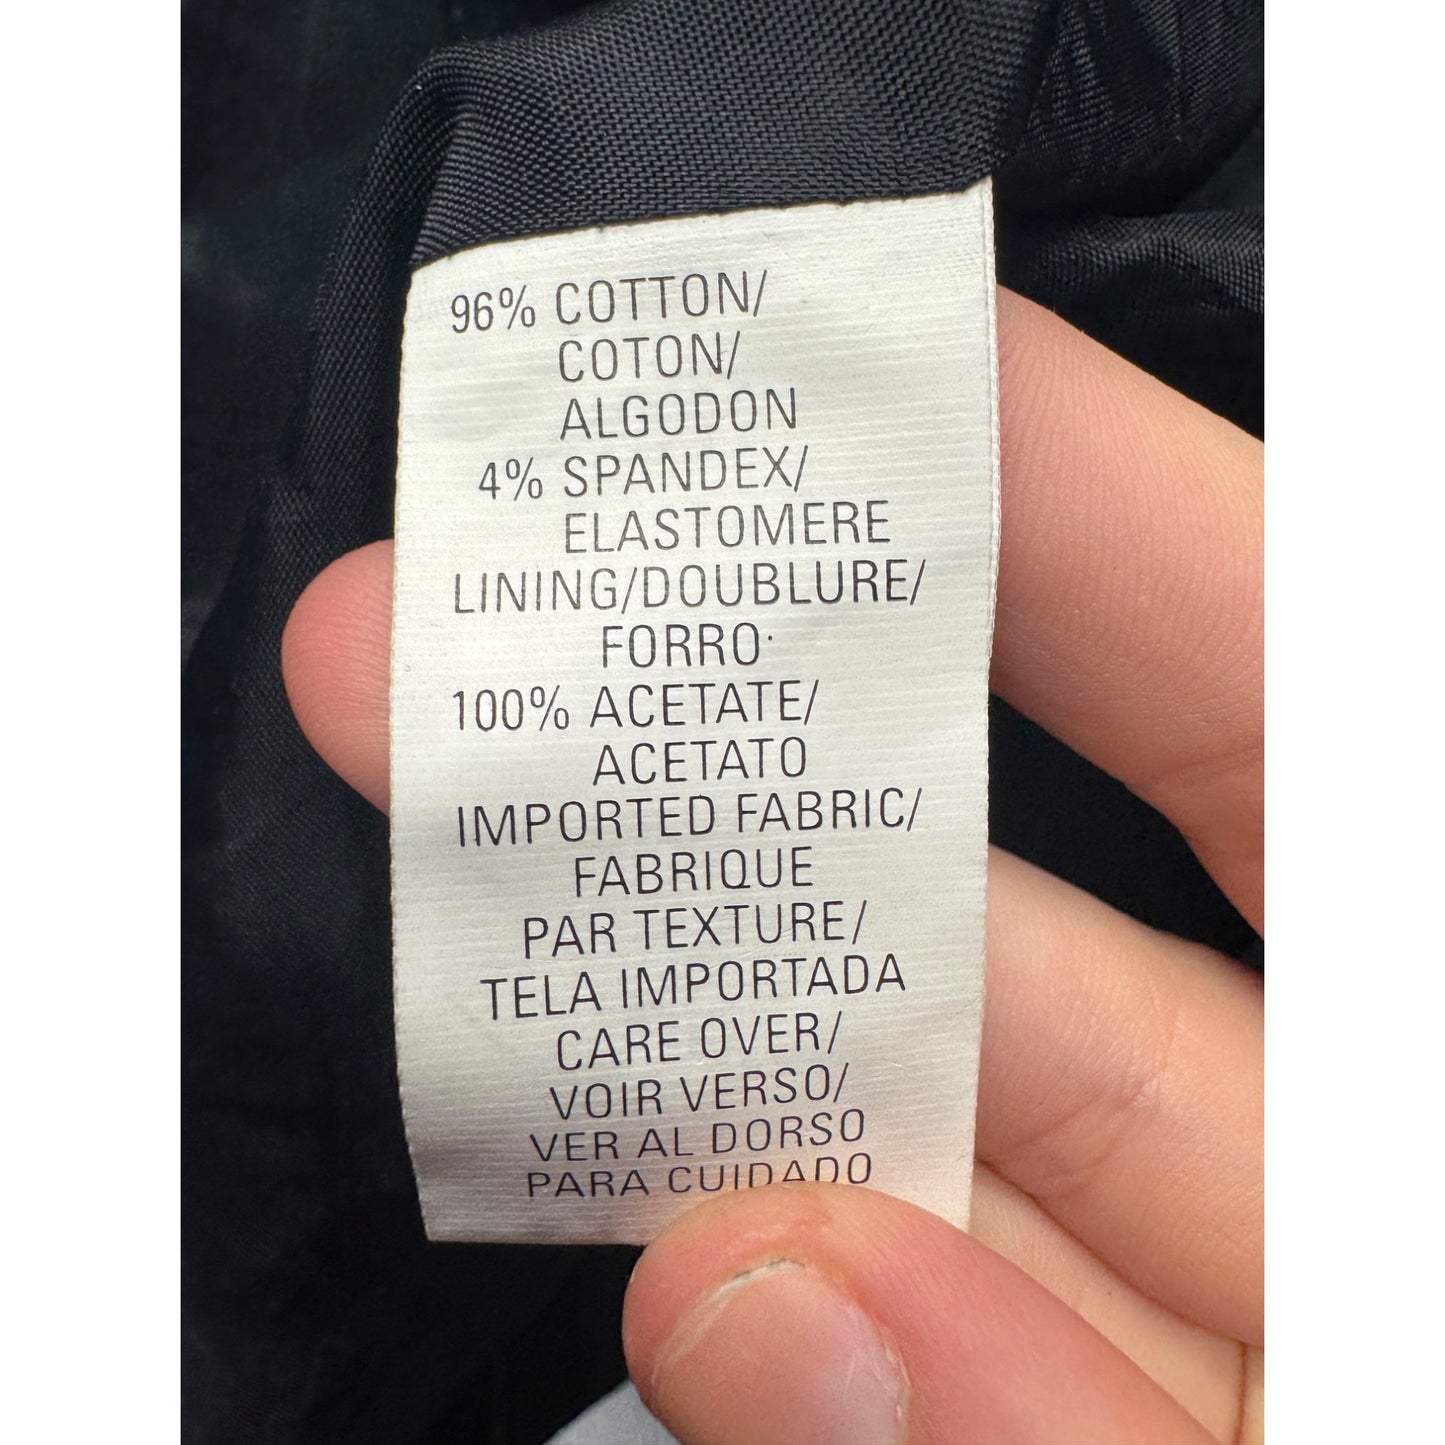 96% COTTON/
COTON/
ALGODON
4% SPANDEX/
ELASTOMERE
LINING/DOUBLURE/
FORRO
100% ACETATE/
ACETATO
IMPORTED FABRIC/
FABRIQUE
PAR TEXTURE/
TELA IMPORTADA
CARE OVER/
VOIR VERSO/
VER AL DORSO
PARA CUIDADO